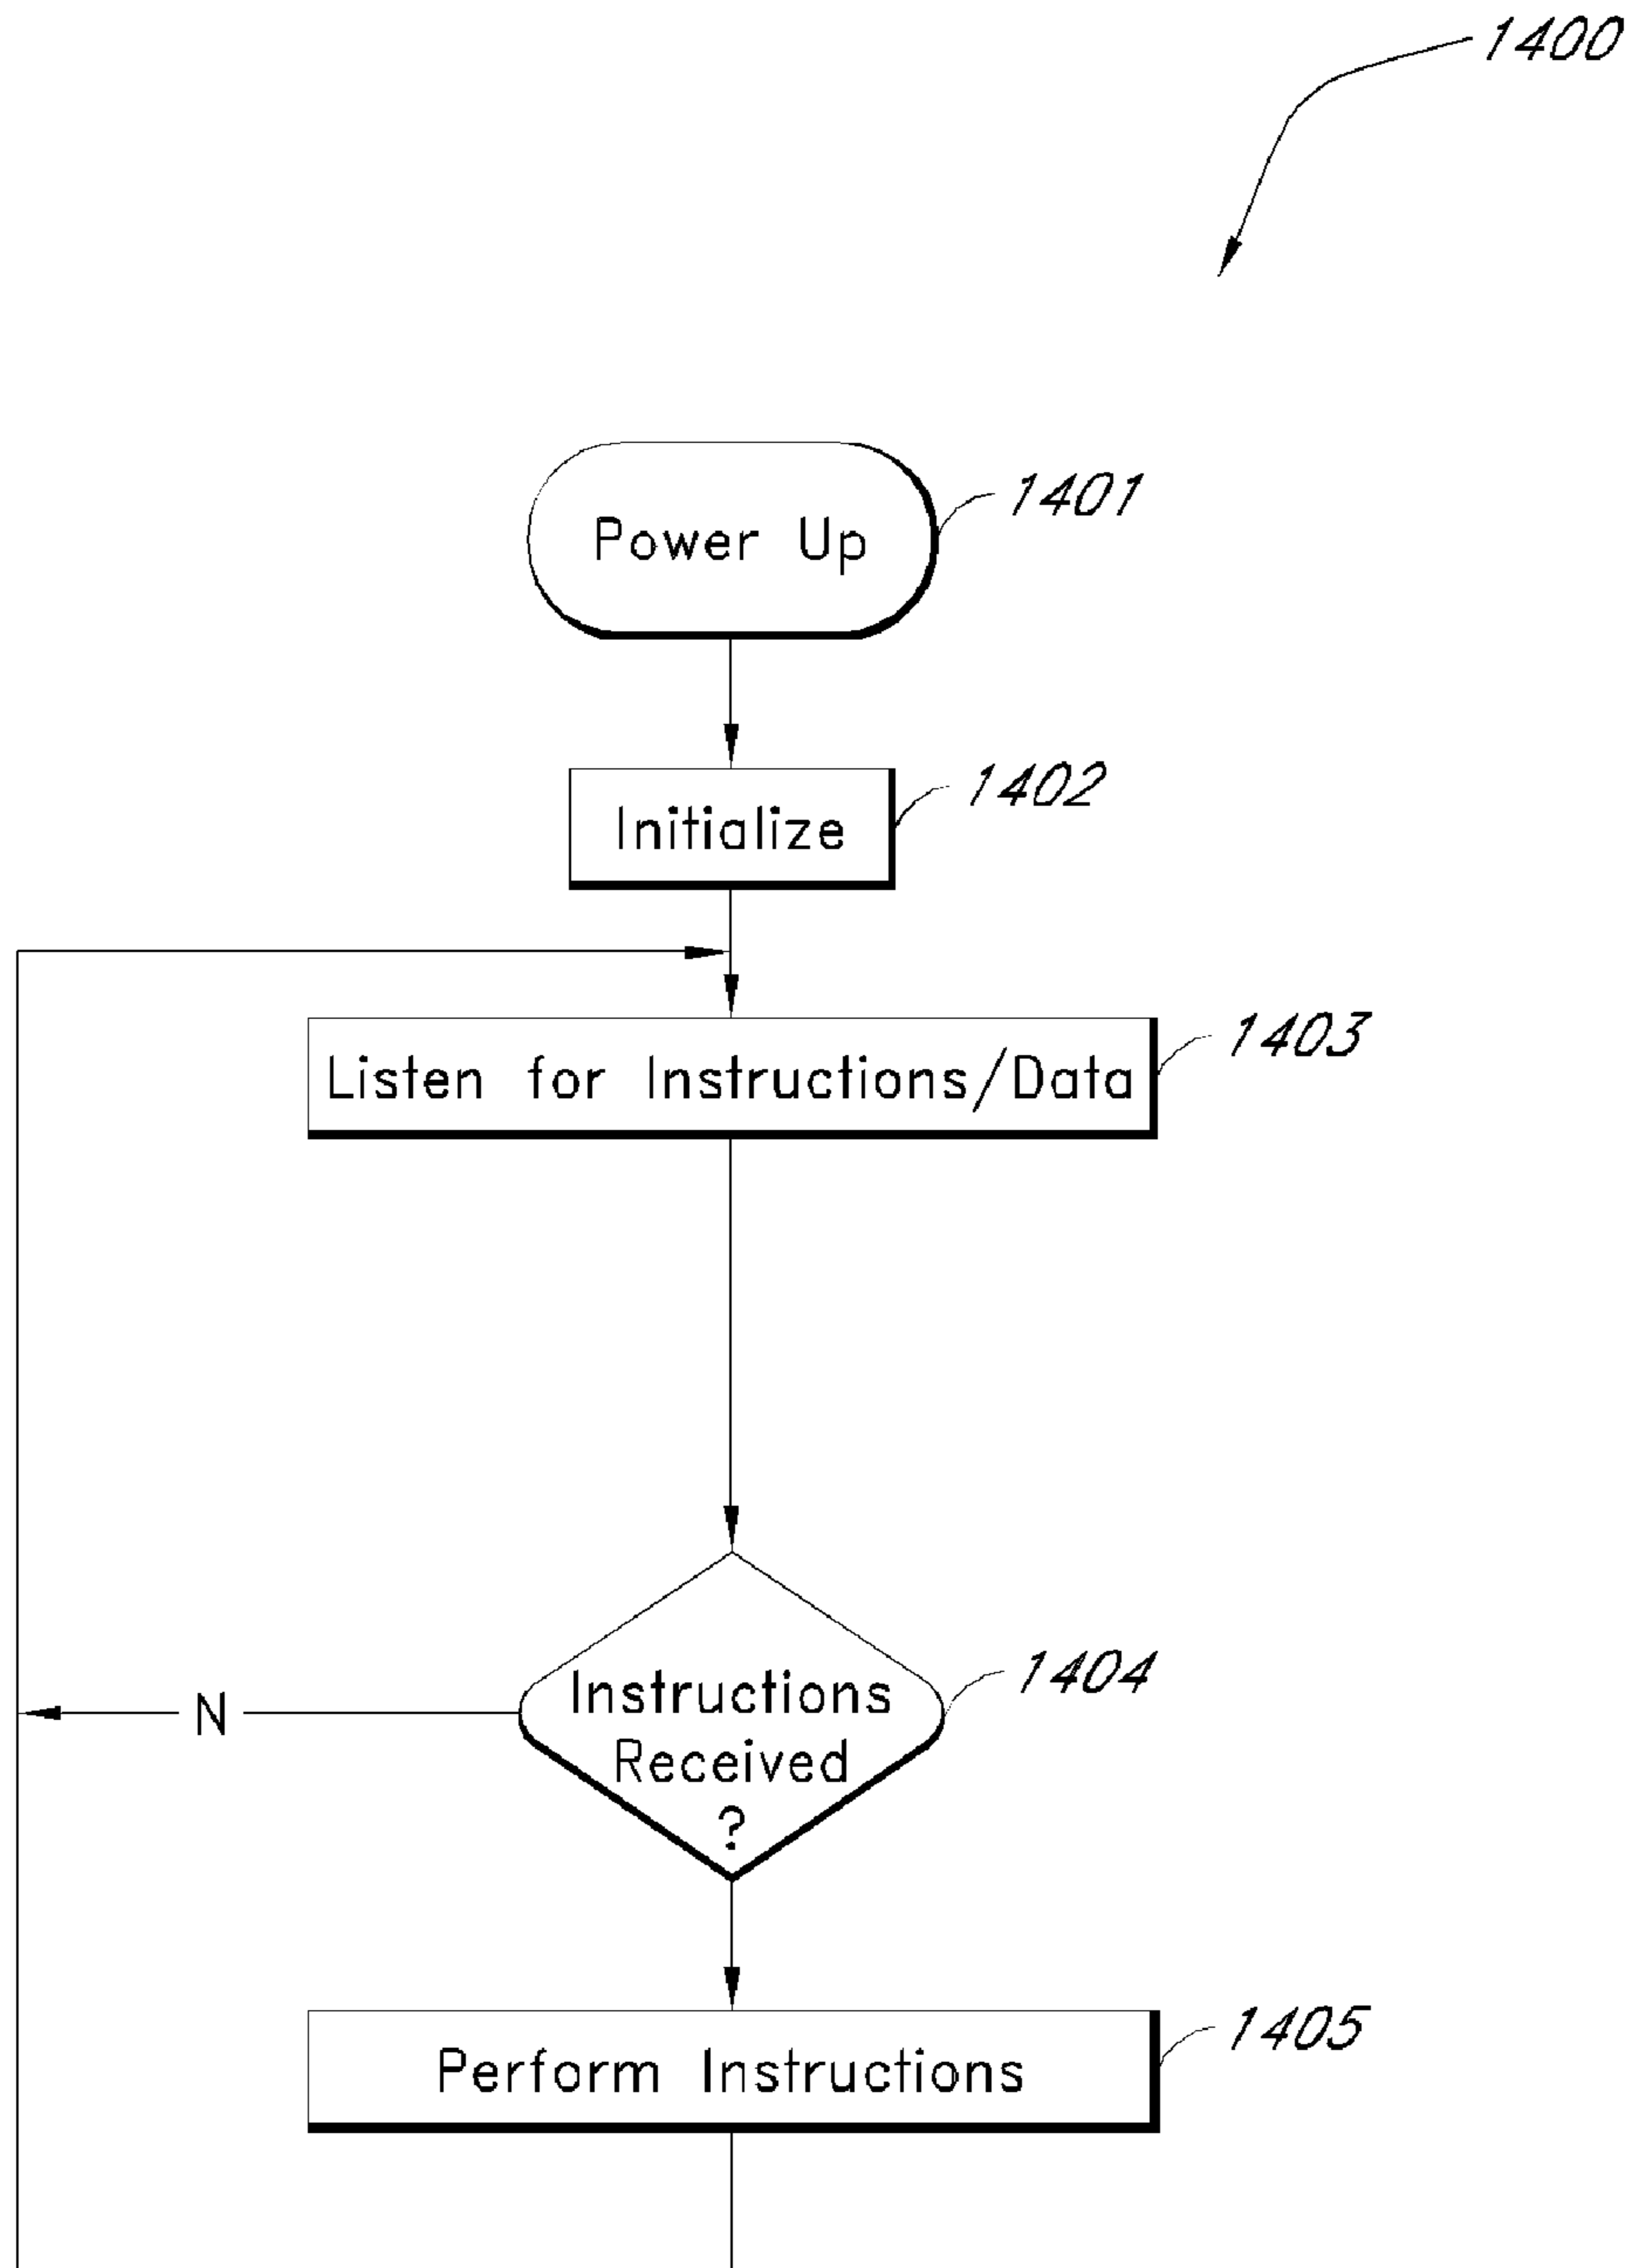 1400
Power Up
1401
Initialize
1402
Listen for Instructions/Data
1403
Instructions
Received
?
1404
N
Perform Instructions
1405